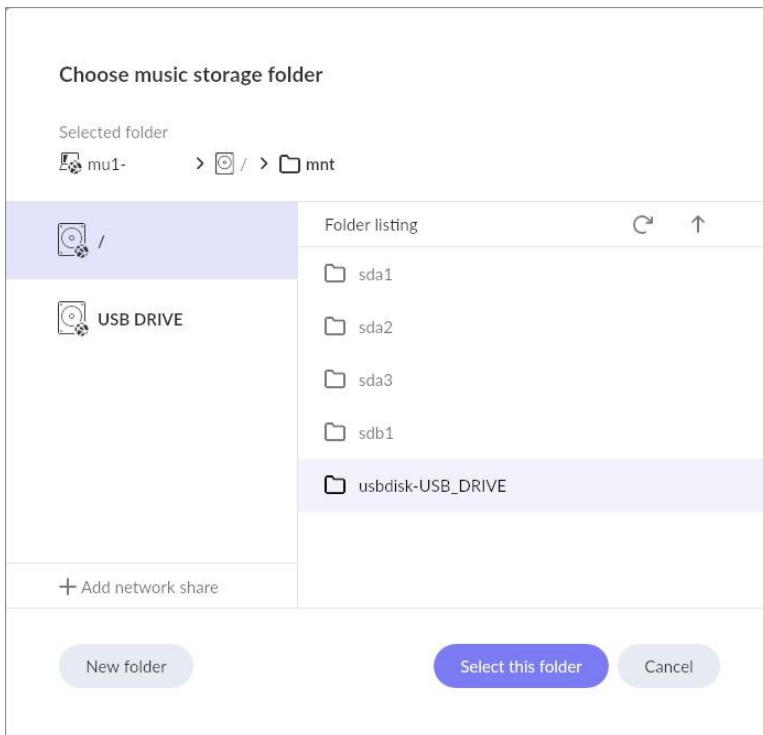 Choose music storage folder
Selected folder
mu1- > / > mnt
/
USB DRIVE
+ Add network share
Folder listing
sda1
sda2
sda3
sdb1
usbdisk-USB_DRIVE
New folder
Select this folder
Cancel